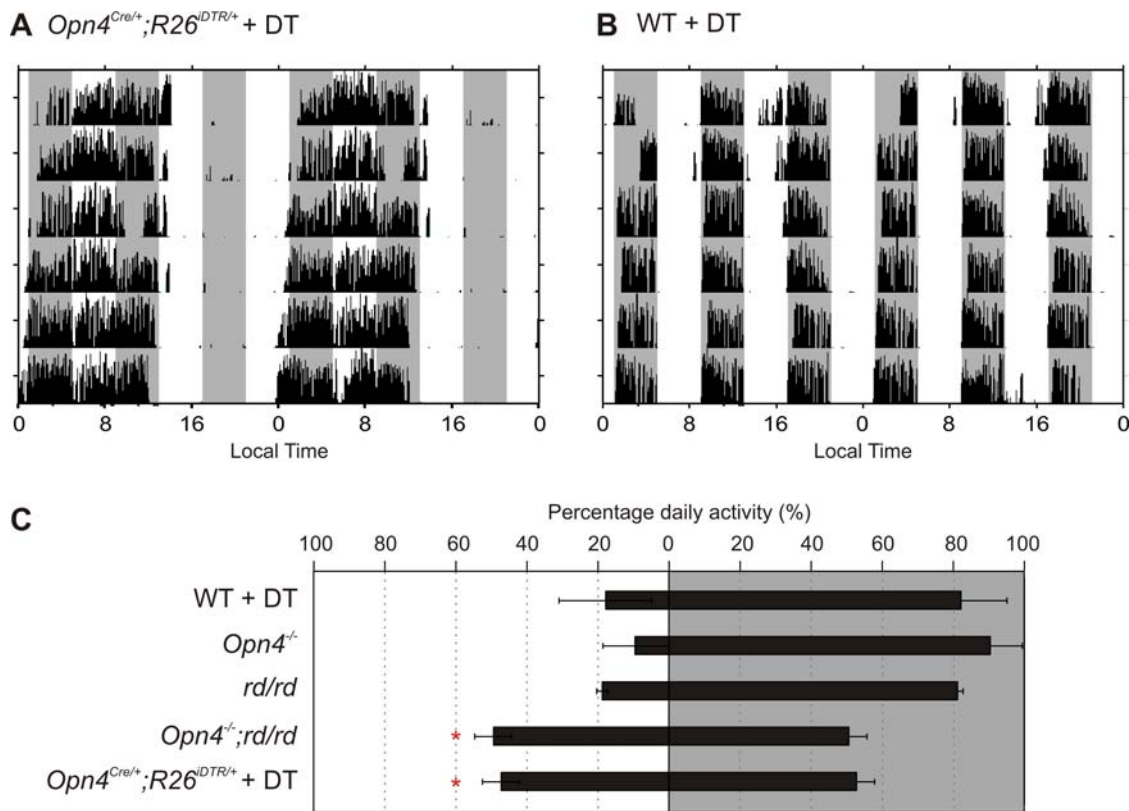 A Opn4Cre/+;R26iDTR/+ + DT
B WT + DT
0 8 16 0 8 16 0
Local Time
0 8 16 0 8 16 0
Local Time
C
Percentage daily activity (%)
100 80 60 40 20 0 20 40 60 80 100
WT + DT
Opn4-/-
rd/rd
Opn4-/-;rd/rd *
Opn4Cre/+;R26iDTR/+ + DT *